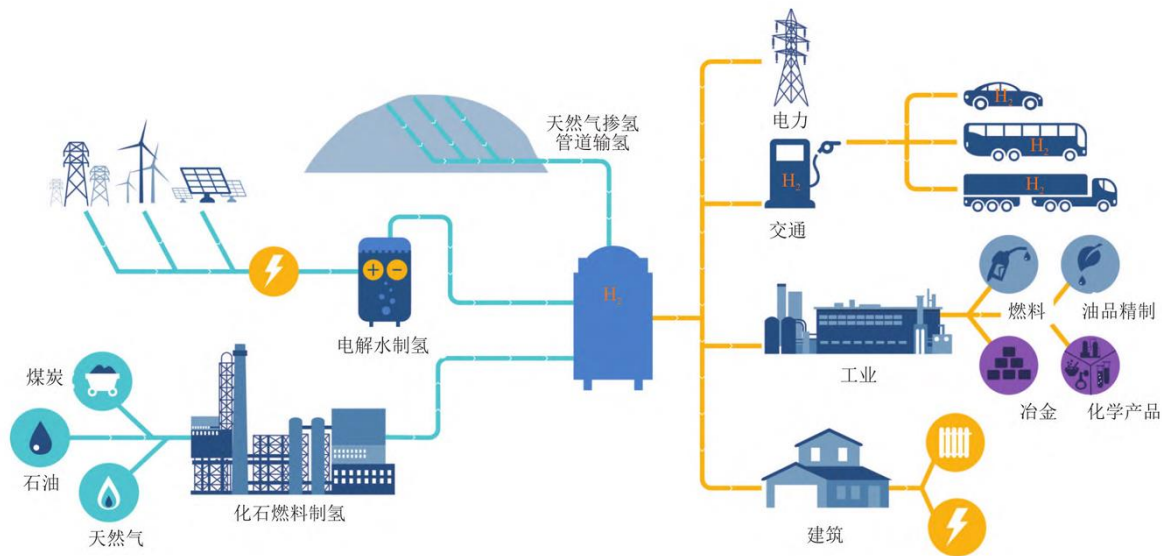 天然气掺氢
管道输氢
电解水制氢
煤炭
石油
天然气
化石燃料制氢
H₂
电力
H₂
交通
H₂
H₂
H₂
工业
燃料
油品精制
冶金
化学产品
建筑